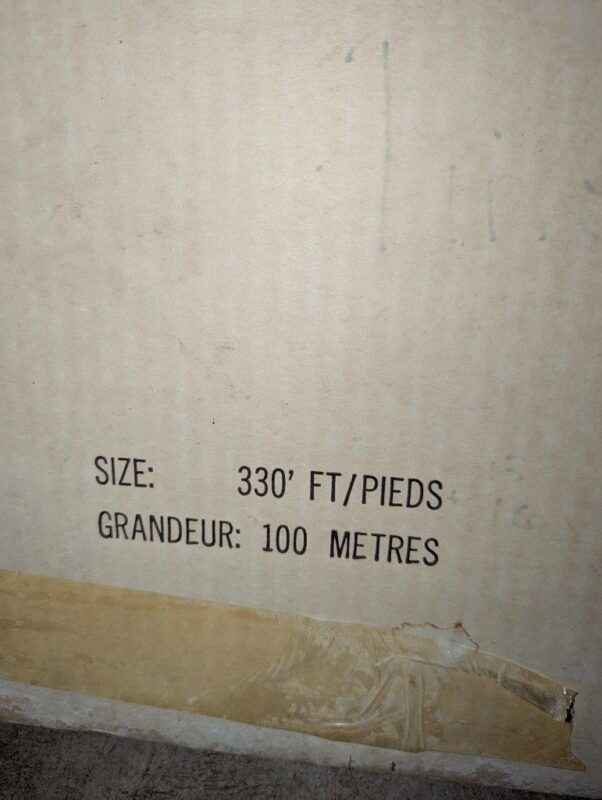 SIZE: 330' FT/PIEDS
GRANDEUR: 100 METRES